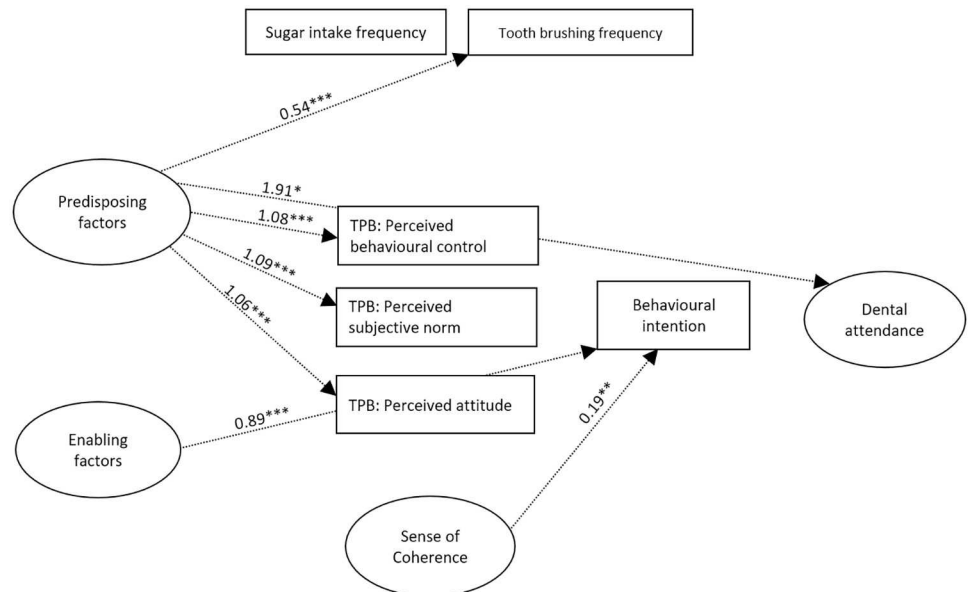 Sugar intake frequency
Tooth brushing frequency
0.54***
Predisposing
factors
1.91*
1.08***
TPB: Perceived
behavioural control
1.09***
1.06***
TPB: Perceived
subjective norm
Behavioural
intention
Dental
attendance
TPB: Perceived attitude
0.89***
0.19**
Enabling
factors
Sense of
Coherence